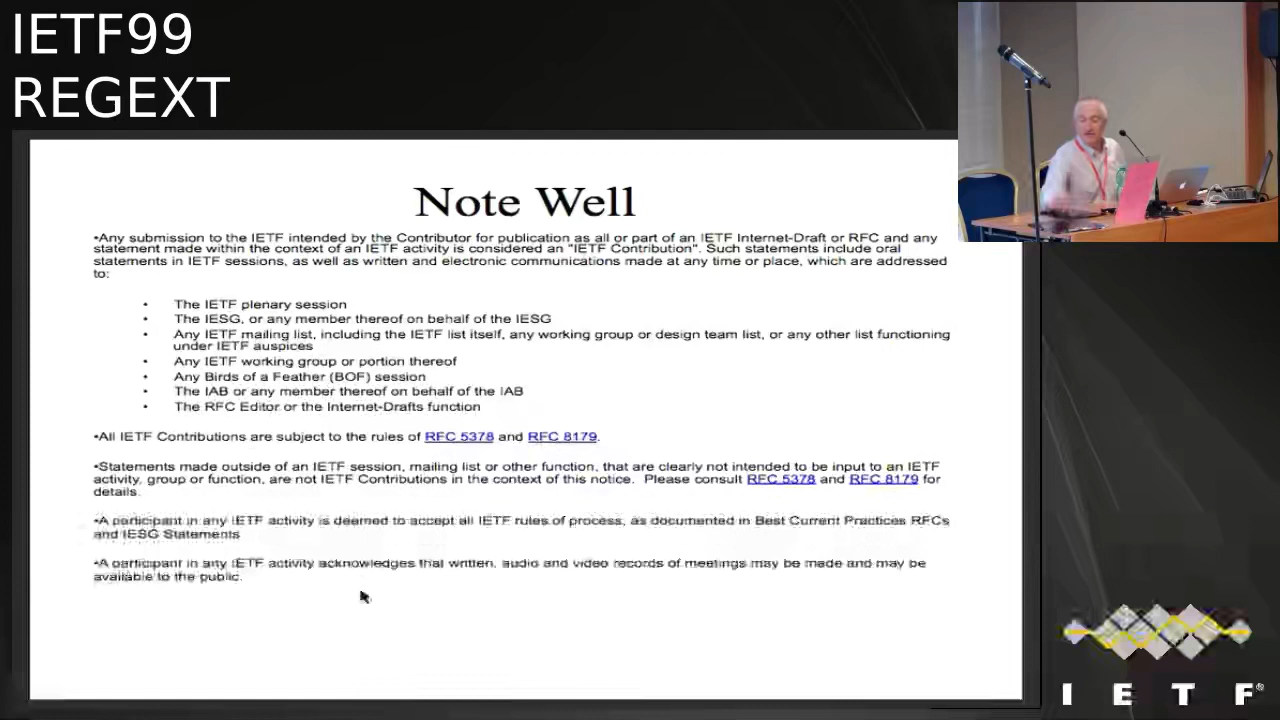 IETF99
REGEXT
Note Well
•Any submission to the IETF intended by the Contributor for publication as all or part of an IETF Internet-Draft or RFC and any
statement made within the context of an IETF activity is considered an "IETF Contribution". Such statements include oral
statements in IETF sessions, as well as written and electronic communications made at any time or place, which are addressed
to:
• The IETF plenary session
• The IESG, or any member thereof on behalf of the IESG
• Any IETF mailing list, including the IETF list itself, any working group or design team list, or any other list functioning
under IETF auspices
• Any IETF working group or portion thereof
• Any Birds of a Feather (BOF) session
• The IAB or any member thereof on behalf of the IAB
• The RFC Editor or the Internet-Drafts function
•All IETF Contributions are subject to the rules of RFC 5378 and RFC 8179.
•Statements made outside of an IETF session, mailing list or other function, that are clearly not intended to be input to an IETF
activity, group or function, are not IETF Contributions in the context of this notice. Please consult RFC 5378 and RFC 8179 for
details.
•A participant in any IETF activity is deemed to accept all IETF rules of process, as documented in Best Current Practices RFCs
and IESG Statements
•A participant in any IETF activity acknowledges that written, audio and video records of meetings may be made and may be
available to the public.
I E T F®